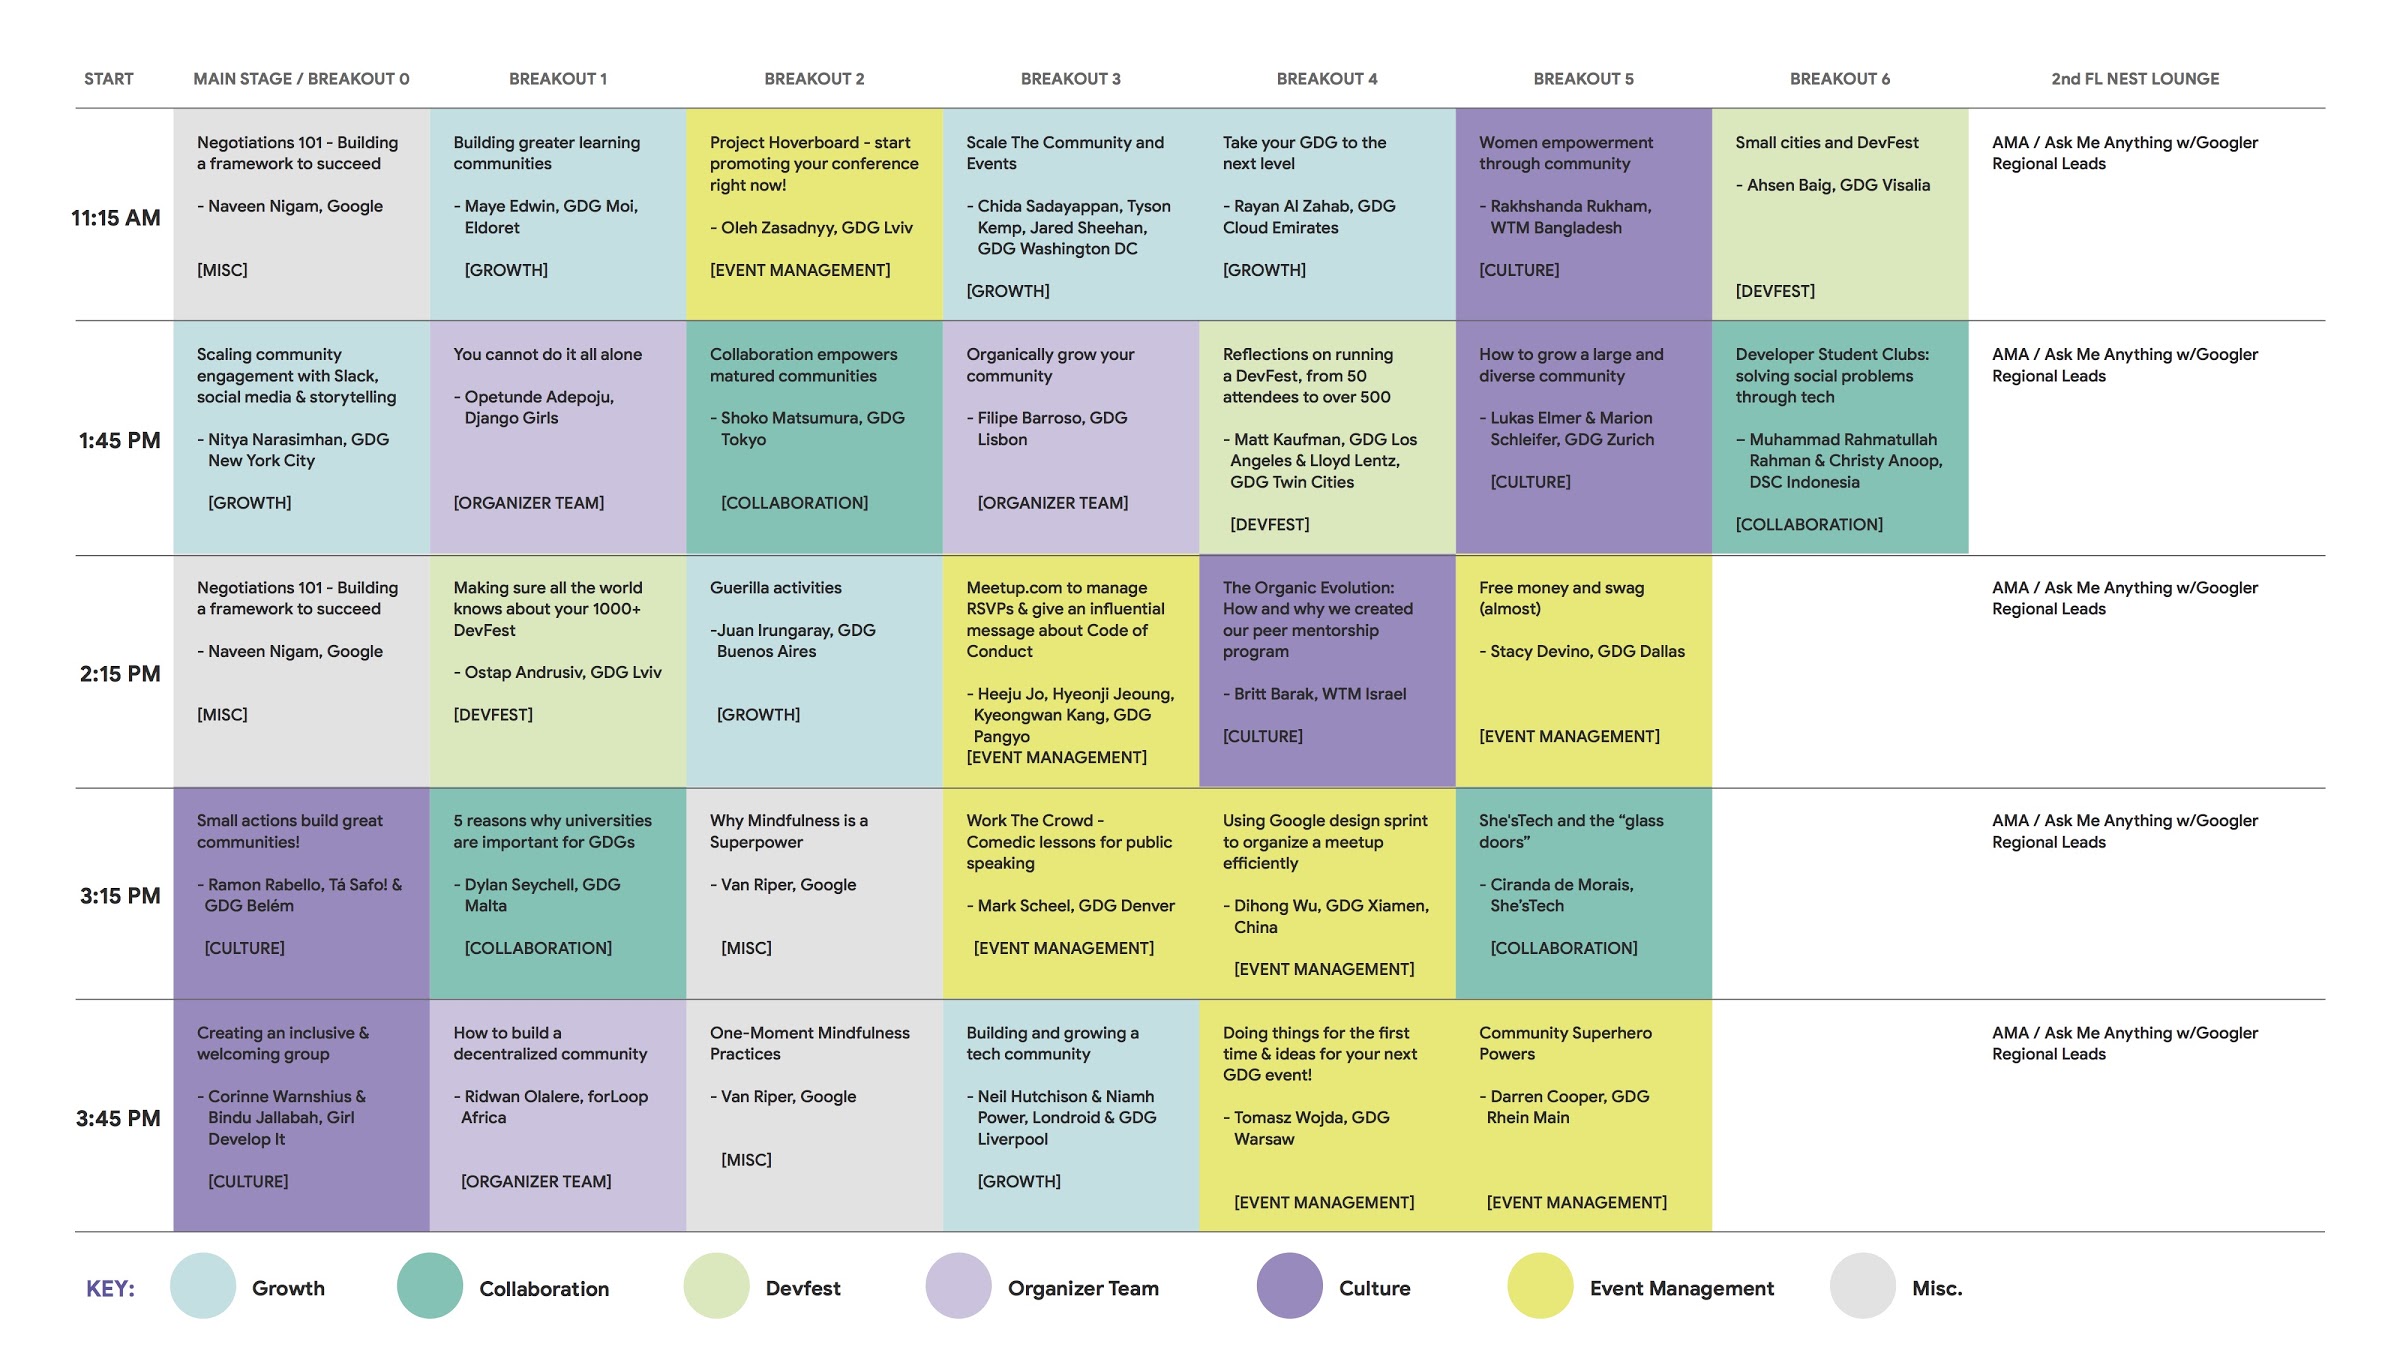 START
MAIN STAGE / BREAKOUT 0
BREAKOUT 1
BREAKOUT 2
BREAKOUT 3
BREAKOUT 4
BREAKOUT 5
BREAKOUT 6
2nd FL NEST LOUNGE
11:15 AM
Negotiations 101 - Building
a framework to succeed
- Naveen Nigam, Google
[MISC]
Building greater learning
communities
- Maye Edwin, GDG Moi,
Eldoret
[GROWTH]
Project Hoverboard - start
promoting your conference
right now!
- Oleh Zasadnyy, GDG Lviv
[EVENT MANAGEMENT]
Scale The Community and
Events
- Chida Sadayappan, Tyson
Kemp, Jared Sheehan,
GDG Washington DC
[GROWTH]
Take your GDG to the
next level
- Rayan Al Zahab, GDG
Cloud Emirates
[GROWTH]
Women empowerment
through community
- Rakhshanda Rukham,
WTM Bangladesh
[CULTURE]
Small cities and DevFest
- Ahsen Baig, GDG Visalia
[DEVFEST]
AMA / Ask Me Anything w/Googler
Regional Leads
1:45 PM
Scaling community
engagement with Slack,
social media & storytelling
- Nitya Narasimhan, GDG
New York City
[GROWTH]
You cannot do it all alone
- Opetunde Adepoju,
Django Girls
[ORGANIZER TEAM]
Collaboration empowers
matured communities
- Shoko Matsumura, GDG
Tokyo
[COLLABORATION]
Organically grow your
community
- Filipe Barroso, GDG
Lisbon
[ORGANIZER TEAM]
Reflections on running
a DevFest, from 50
attendees to over 500
- Matt Kaufman, GDG Los
Angeles & Lloyd Lentz,
GDG Twin Cities
[DEVFEST]
How to grow a large and
diverse community
- Lukas Elmer & Marion
Schleifer, GDG Zurich
[CULTURE]
Developer Student Clubs:
solving social problems
through tech
– Muhammad Rahmatullah
Rahman & Christy Anoop,
DSC Indonesia
[COLLABORATION]
AMA / Ask Me Anything w/Googler
Regional Leads
2:15 PM
Negotiations 101 - Building
a framework to succeed
- Naveen Nigam, Google
[MISC]
Making sure all the world
knows about your 1000+
DevFest
- Ostap Andrusiv, GDG Lviv
[DEVFEST]
Guerilla activities
-Juan Irungaray, GDG
Buenos Aires
[GROWTH]
Meetup.com to manage
RSVPs & give an influential
message about Code of
Conduct
- Heeju Jo, Hyeonji Jeoung,
Kyeongwan Kang, GDG
Pangyo
[EVENT MANAGEMENT]
The Organic Evolution:
How and why we created
our peer mentorship
program
- Britt Barak, WTM Israel
[CULTURE]
Free money and swag
(almost)
- Stacy Devino, GDG Dallas
[EVENT MANAGEMENT]
AMA / Ask Me Anything w/Googler
Regional Leads
3:15 PM
Small actions build great
communities!
- Ramon Rabello, Tá Safo! &
GDG Belém
[CULTURE]
5 reasons why universities
are important for GDGs
- Dylan Seychell, GDG
Malta
[COLLABORATION]
Why Mindfulness is a
Superpower
- Van Riper, Google
[MISC]
Work The Crowd -
Comedic lessons for public
speaking
- Mark Scheel, GDG Denver
[EVENT MANAGEMENT]
Using Google design sprint
to organize a meetup
efficiently
- Dihong Wu, GDG Xiamen,
China
[EVENT MANAGEMENT]
She'sTech and the “glass
doors”
- Ciranda de Morais,
She’sTech
[COLLABORATION]
AMA / Ask Me Anything w/Googler
Regional Leads
3:45 PM
Creating an inclusive &
welcoming group
- Corinne Warnshius &
Bindu Jallabah, Girl
Develop It
[CULTURE]
How to build a
decentralized community
- Ridwan Olalere, forLoop
Africa
[ORGANIZER TEAM]
One-Moment Mindfulness
Practices
- Van Riper, Google
[MISC]
Building and growing a
tech community
- Neil Hutchison & Niamh
Power, Londroid & GDG
Liverpool
[GROWTH]
Doing things for the first
time & ideas for your next
GDG event!
- Tomasz Wojda, GDG
Warsaw
[EVENT MANAGEMENT]
Community Superhero
Powers
- Darren Cooper, GDG
Rhein Main
[EVENT MANAGEMENT]
AMA / Ask Me Anything w/Googler
Regional Leads
KEY:
Growth
Collaboration
Devfest
Organizer Team
Culture
Event Management
Misc.